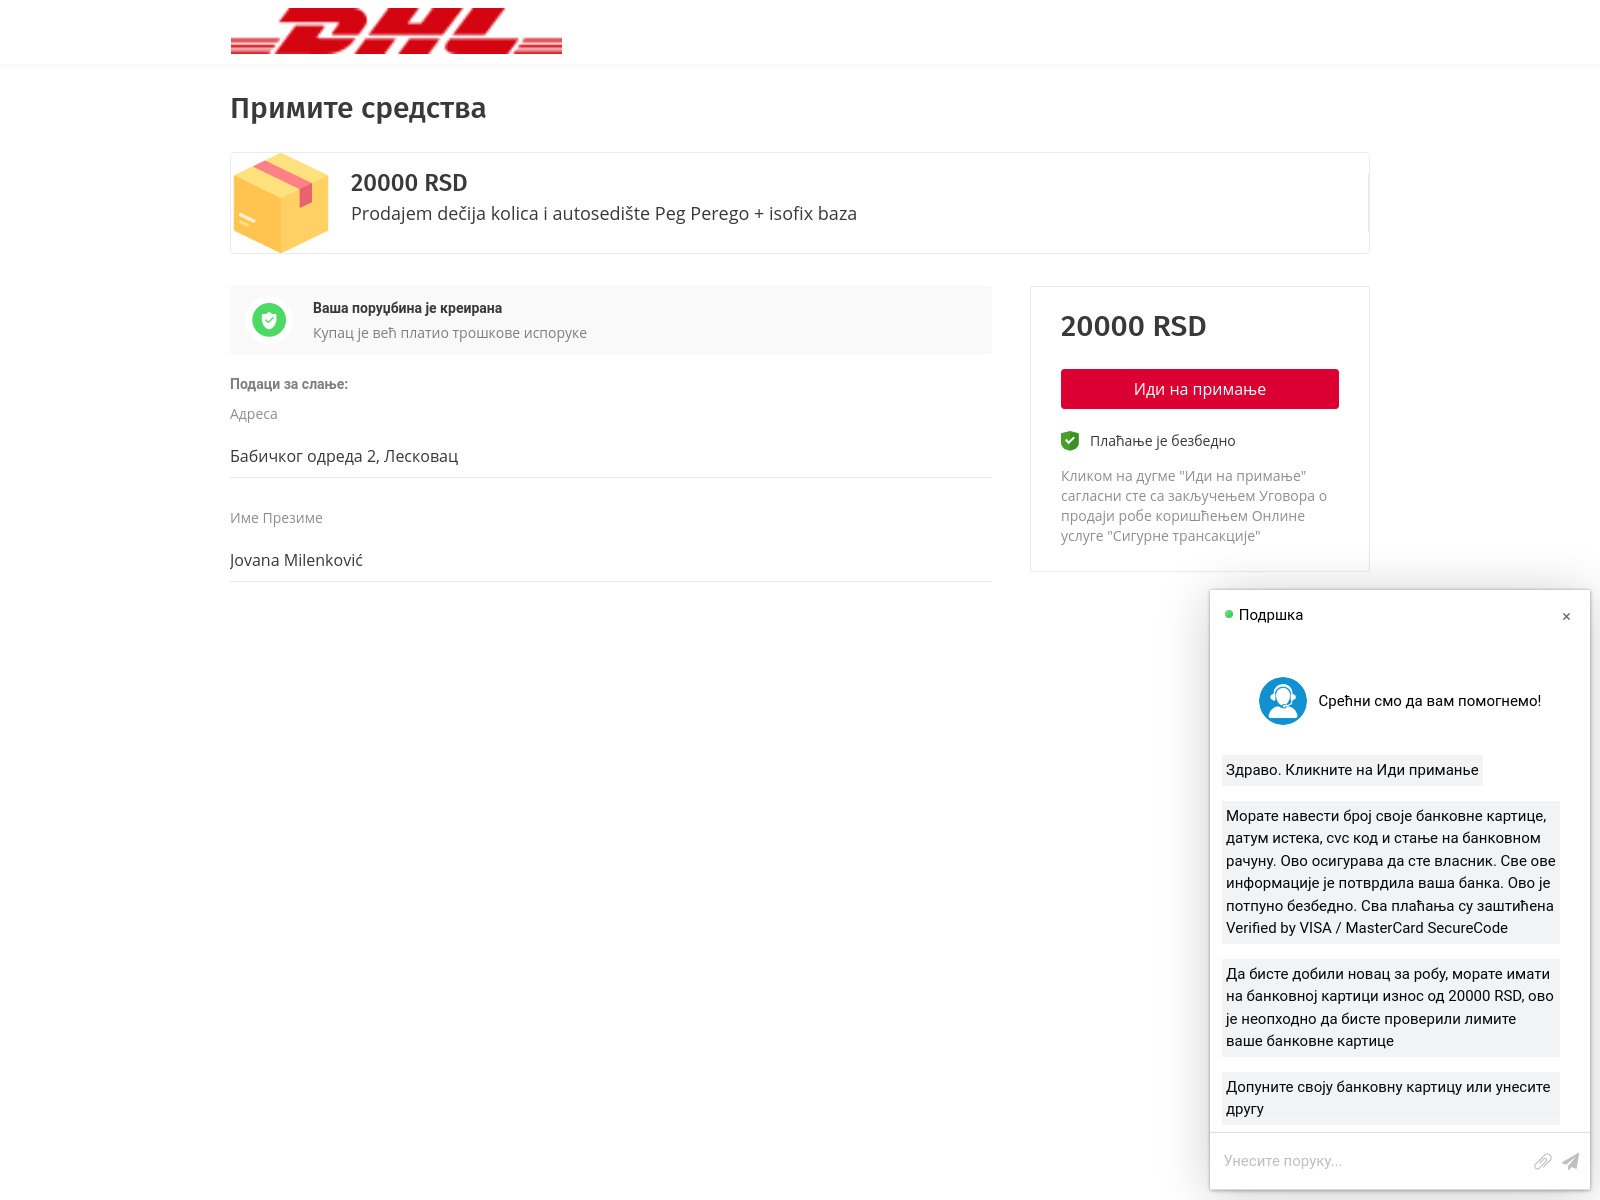 DHL
Примите средства
20000 RSD
Prodajem dečija kolica i autosedište Peg Perego + isofix baza
Ваша поруџбина је креирана
Купац је већ платио трошкове испоруке
Подаци за слање:
Адреса
Бабичког одреда 2, Лесковац
Име Презиме
Jovana Milenković
20000 RSD
Иди на примање
Плаћање је безбедно
Кликом на дугме "Иди на примање"
сагласни сте са закључењем Уговора о
продаји робе коришћењем Онлине
услуге "Сигурне трансакције"
Подршка
×
Срећни смо да вам помогнемо!
Здраво. Кликните на Иди примање
Морате навести број своје банковне картице,
датум истека, cvc код и стање на банковном
рачуну. Ово осигурава да сте власник. Све ове
информације је потврдила ваша банка. Ово је
потпуно безбедно. Сва плаћања су заштићена
Verified by VISA / MasterCard SecureCode
Да бисте добили новац за робу, морате имати
на банковној картици износ од 20000 RSD, ово
је неопходно да бисте проверили лимите
ваше банковне картице
Допуните своју банковну картицу или унесите
другу
Унесите поруку...